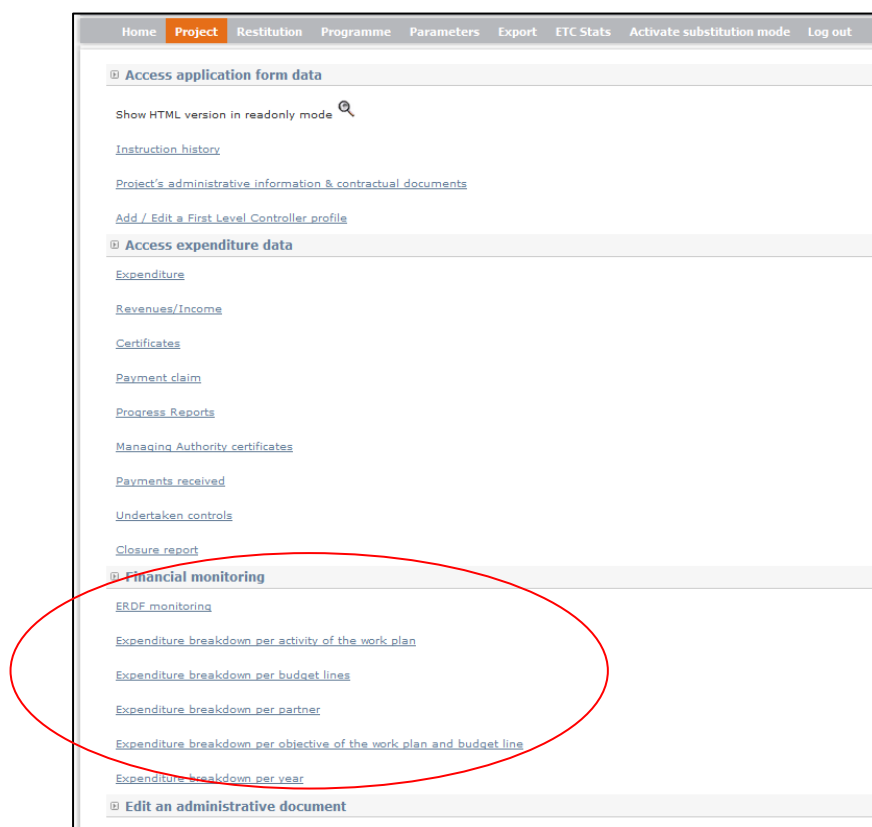 Home Project Restitution Programme Parameters Export ETC Stats Activate substitution mode Log out
Access application form data
Show HTML version in readonly mode
Instruction history
Project's administrative information & contractual documents
Add / Edit a First Level Controller profile
Access expenditure data
Expenditure
Revenues/Income
Certificates
Payment claim
Progress Reports
Managing Authority certificates
Payments received
Undertaken controls
Closure report
Financial monitoring
ERDF monitoring
Expenditure breakdown per activity of the work plan
Expenditure breakdown per budget lines
Expenditure breakdown per partner
Expenditure breakdown per objective of the work plan and budget line
Expenditure breakdown per year
Edit an administrative document